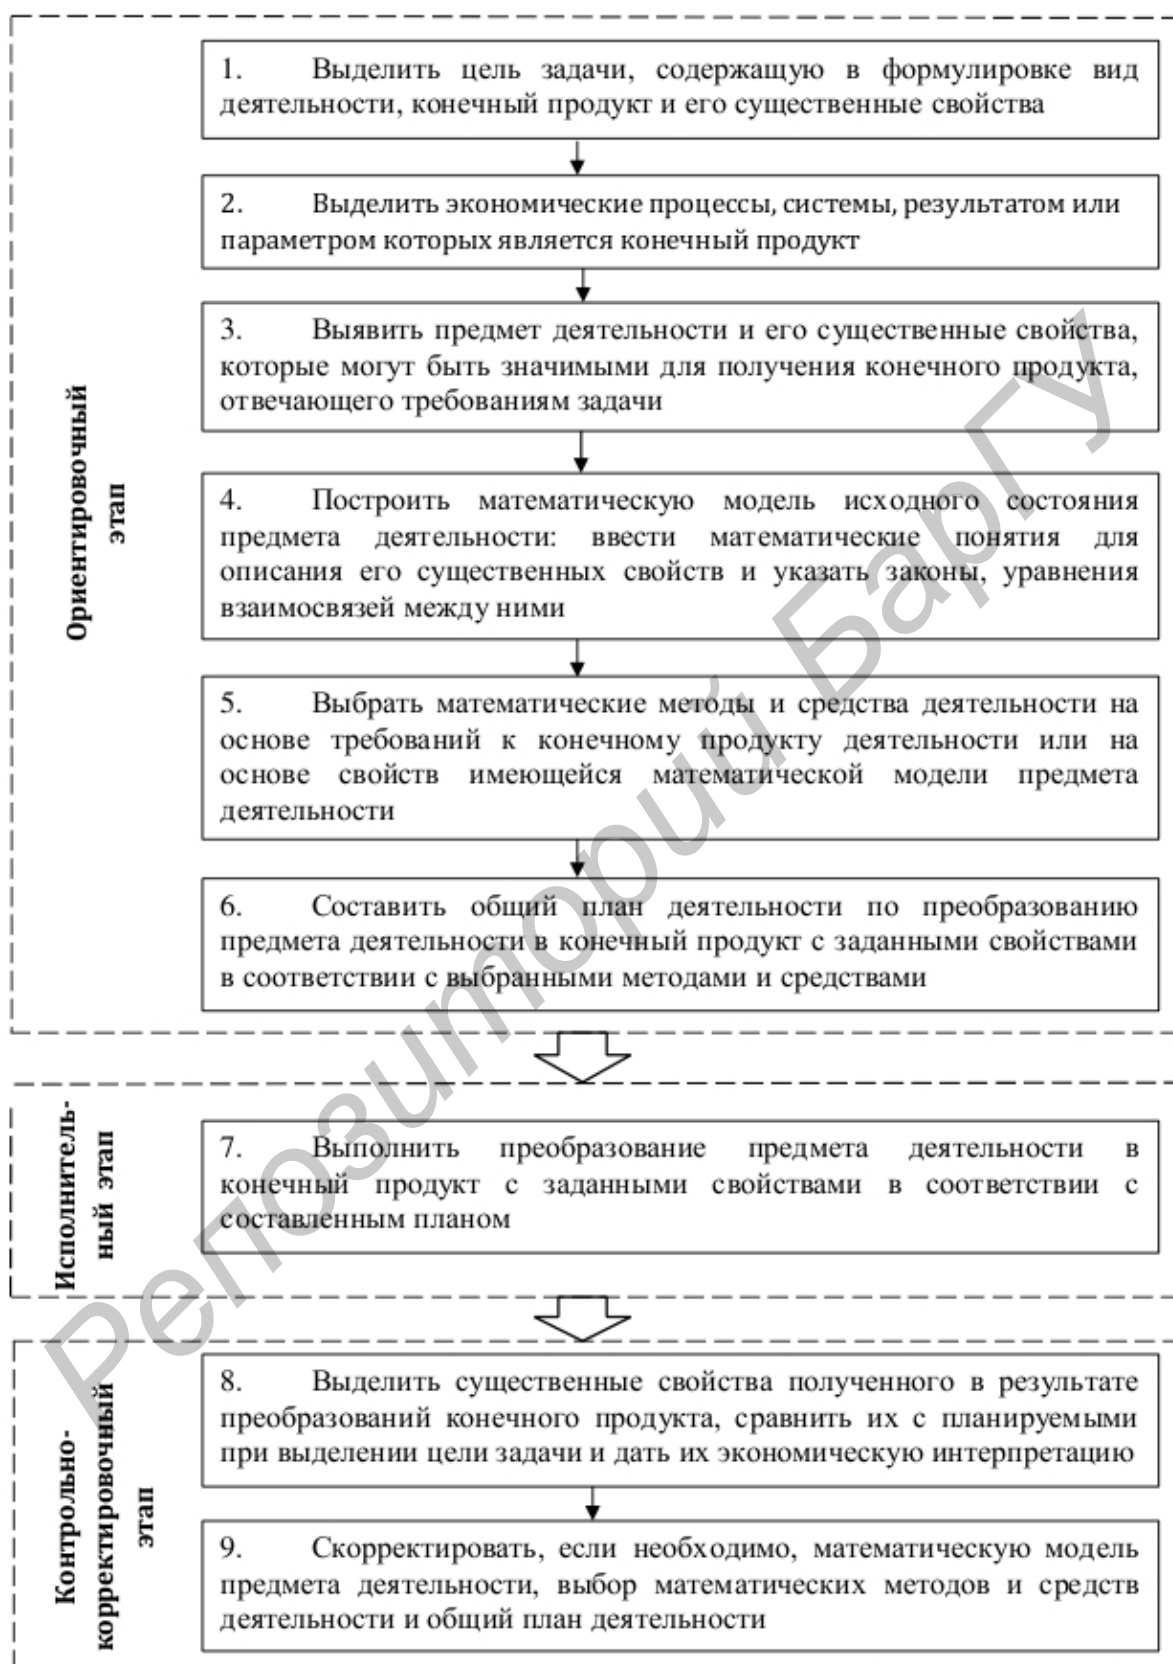 Ориентировочный
этап
1. Выделить цель задачи, содержащую в формулировке вид
деятельности, конечный продукт и его существенные свойства
2. Выделить экономические процессы, системы, результатом или
параметром которых является конечный продукт
3. Выявить предмет деятельности и его существенные свойства,
которые могут быть значимыми для получения конечного продукта,
отвечающего требованиям задачи
4. Построить математическую модель исходного состояния
предмета деятельности: ввести математические понятия для
описания его существенных свойств и указать законы, уравнения
взаимосвязей между ними
5. Выбрать математические методы и средства деятельности на
основе требований к конечному продукту деятельности или на
основе свойств имеющейся математической модели предмета
деятельности
6. Составить общий план деятельности по преобразованию
предмета деятельности в конечный продукт с заданными свойствами
в соответствии с выбранными методами и средствами
Исполнитель-
ный этап
7. Выполнить преобразование предмета деятельности в
конечный продукт с заданными свойствами в соответствии с
составленным планом
Контрольно-
корректировочный
этап
8. Выделить существенные свойства полученного в результате
преобразований конечного продукта, сравнить их с планируемыми
при выделении цели задачи и дать их экономическую интерпретацию
9. Скорректировать, если необходимо, математическую модель
предмета деятельности, выбор математических методов и средств
деятельности и общий план деятельности
Репозиторий БарГУ